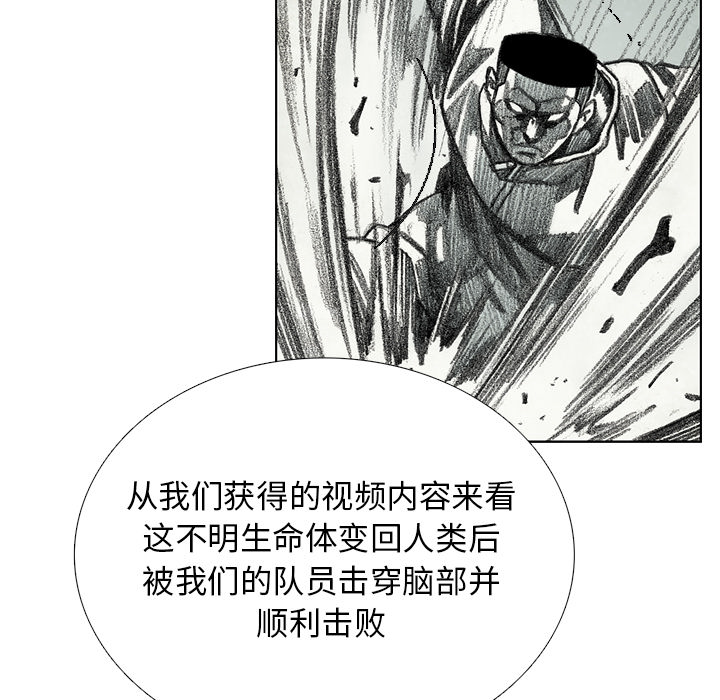 从我们获得的视频内容来看
这不明生命体变回人类后
被我们的队员击穿脑部并
顺利击败